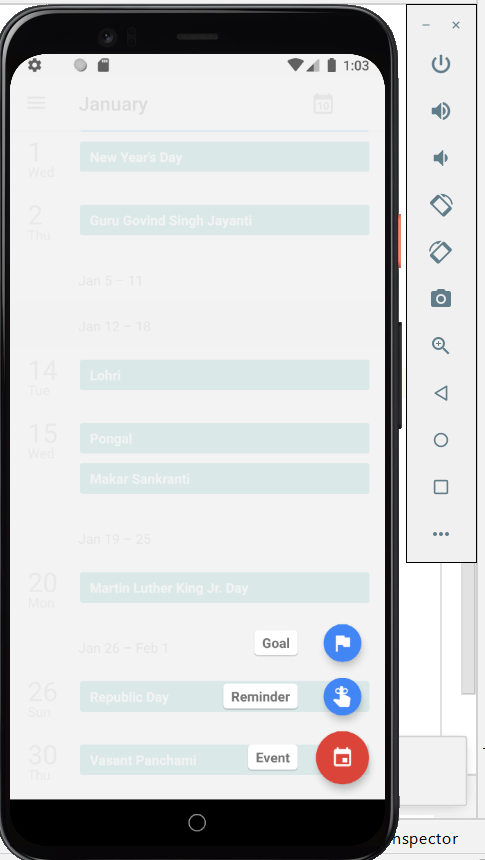 1:03
January
10
1
Wed
New Year's Day
2
Thu
Guru Govind Singh Jayanti
Jan 5 – 11
Jan 12 – 18
14
Tue
Lohri
15
Wed
Pongal
Makar Sankranti
Jan 19 – 25
20
Mon
Martin Luther King Jr. Day
Jan 26 – Feb 1
Goal
26
Sun
Republic Day
Reminder
30
Thu
Vasant Panchami
Event
nspector